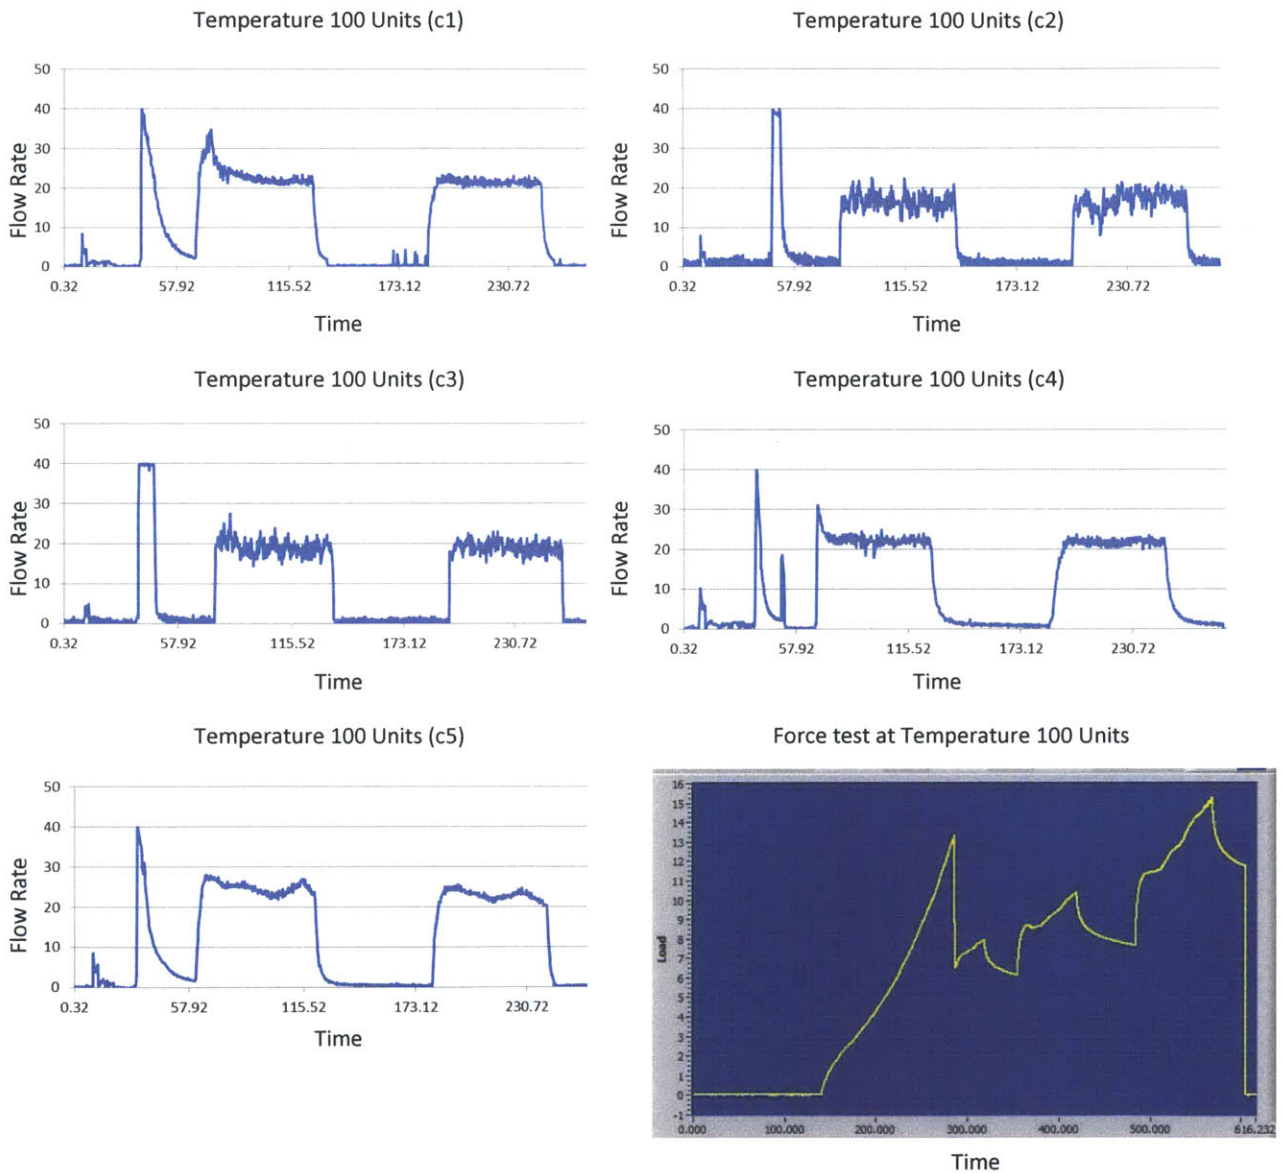 Temperature 100 Units (c1)
50
40
30
20
10
0
Flow Rate
0.32 57.92 115.52 173.12 230.72
Time
Temperature 100 Units (c2)
50
40
30
20
10
0
Flow Rate
0.32 57.92 115.52 173.12 230.72
Time
Temperature 100 Units (c3)
50
40
30
20
10
0
Flow Rate
0.32 57.92 115.52 173.12 230.72
Time
Temperature 100 Units (c4)
50
40
30
20
10
0
Flow Rate
0.32 57.92 115.52 173.12 230.72
Time
Temperature 100 Units (c5)
50
40
30
20
10
0
Flow Rate
0.32 57.92 115.52 173.12 230.72
Time
Force test at Temperature 100 Units
16
15
14
13
12
11
10
9
8
7
6
5
4
3
2
1
0
-1
Load
0.000 100.000 200.000 300.000 400.000 500.000 616.232
Time